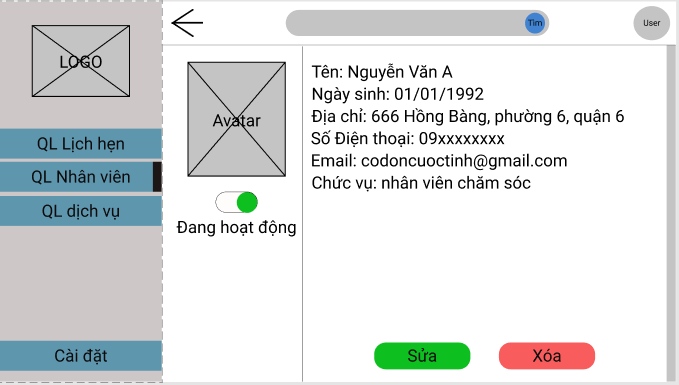 Tìm
User
LOGO
QL Lịch hẹn
QL Nhân viên
QL dịch vụ
Cài đặt
Avatar
Đang hoạt động
Tên: Nguyễn Văn A
Ngày sinh: 01/01/1992
Địa chỉ: 666 Hồng Bàng, phường 6, quận 6
Số Điện thoại: 09xxxxxxxx
Email: codoncuoctinh@gmail.com
Chức vụ: nhân viên chăm sóc
Sửa
Xóa